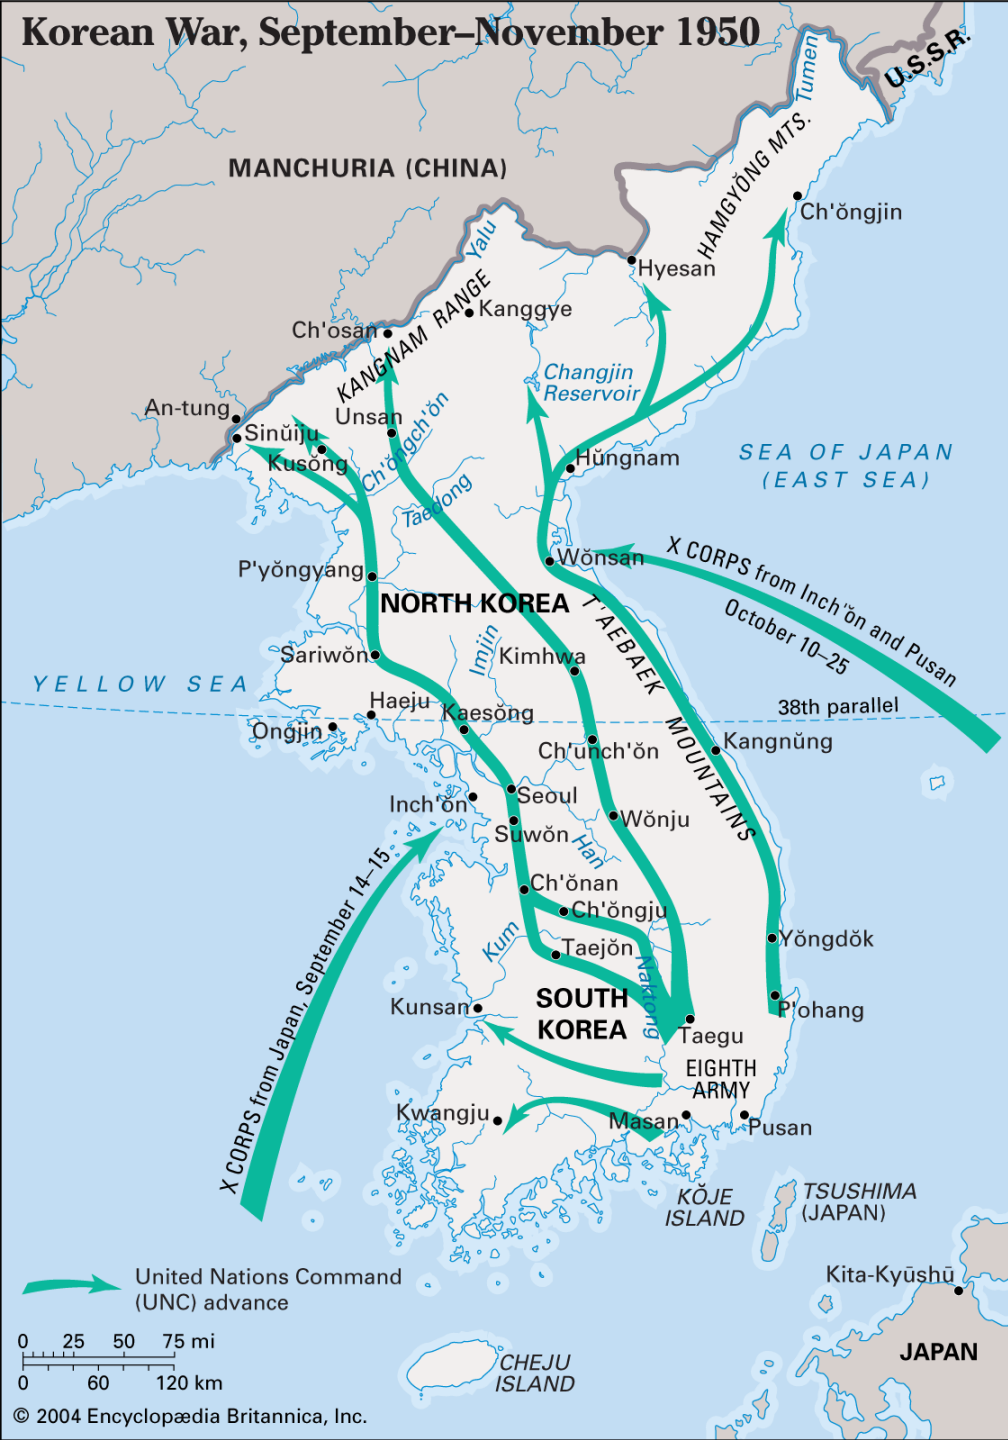 Korean War, September–November 1950
U.S.S.R.
Tumen
MANCHURIA (CHINA)
HAMGYŎNG MTS.
Ch'ŏngjin
Yalu
Hyesan
Kanggye
KANGNAM RANGE
Ch'osan
Changjin
Reservoir
An-tung
Unsan
Sinŭiju
Kusŏng
Ch'ŏngch'ŏn
Hŭngnam
SEA OF JAPAN
(EAST SEA)
Taedong
X CORPS from Inch'ŏn and Pusan
October 10–25
Wŏnsan
P'yŏngyang
NORTH KOREA
T'AEBAEK MOUNTAINS
Imjin
Sariwŏn
Kimhwa
YELLOW SEA
Haeju
Kaesŏng
38th parallel
Ongjin
Ch'unch'ŏn
Kangnŭng
Inch'ŏn
Seoul
Suwŏn
Wŏnju
Han
X CORPS from Japan, September 14–15
Ch'ŏnan
Ch'ŏngju
Kum
Taejŏn
Yŏngdŏk
Naktong
Kunsan
SOUTH
KOREA
P'ohang
Taegu
EIGHTH
ARMY
Kwangju
Masan
Pusan
KŎJE
ISLAND
TSUSHIMA
(JAPAN)
United Nations Command
(UNC) advance
Kita-Kyūshū
0 25 50 75 mi
0 60 120 km
JAPAN
CHEJU
ISLAND
© 2004 Encyclopædia Britannica, Inc.